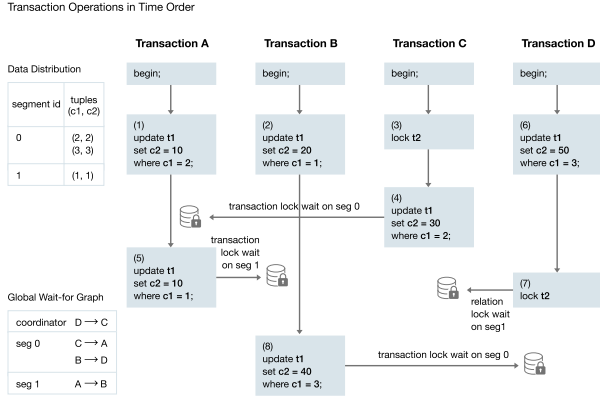 Transaction Operations in Time Order
Transaction A
Transaction B
Transaction C
Transaction D
Data Distribution
segment id
tuples
(c1, c2)
0
(2, 2)
(3, 3)
1
(1, 1)
begin;
begin;
begin;
begin;
(1)
update t1
set c2 = 10
where c1 = 2;
(2)
update t1
set c2 = 20
where c1 = 1;
(3)
lock t2
(6)
update t1
set c2 = 50
where c1 = 3;
(4)
update t1
set c2 = 30
where c1 = 2;
transaction lock wait on seg 0
(5)
update t1
set c2 = 10
where c1 = 1;
transaction
lock wait
on seg 1
(7)
lock t2
relation
lock wait
on seg1
(8)
update t1
set c2 = 40
where c1 = 3;
transaction lock wait on seg 0
Global Wait-for Graph
coordinator D → C
seg 0 C → A
B → D
seg 1 A → B